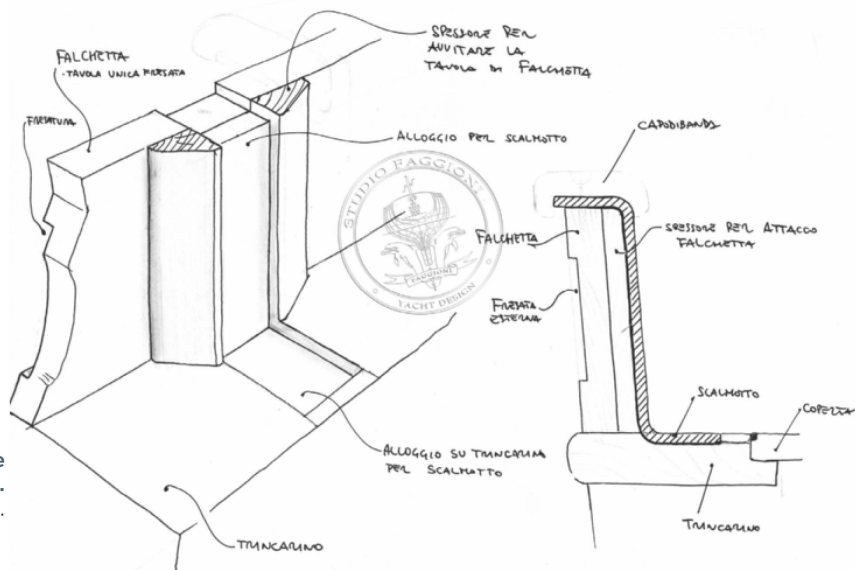 FALCHETTA
- TAVOLA UNICA FRESATA
FRESATURA
SPESSORE PER
AVVITARE LA
TAVOLA DI FALCHETTA
ALLOGGIO PER SCALMOTTO
CAPODIBANDA
STUDIO FAGGIONI
FAGGIONI
YACHT DESIGN
FALCHETTA
SPESSORE PER ATTACCO
FALCHETTA
FRESATA
ESTERNA
SCALMOTTO
COPERTA
ALLOGGIO SU TRINCARINO
PER SCALMOTTO
TRINCARINO
TRINCARINO
e
.